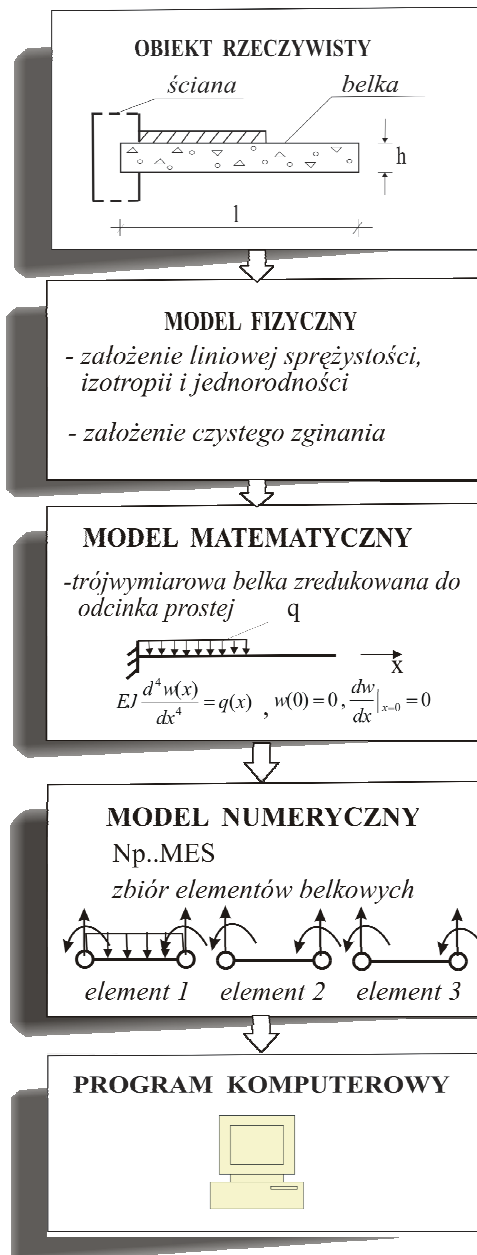 OBIEKT RZECZYWISTY
ściana
belka
h
l
MODEL FIZYCZNY
- założenie liniowej sprężystości,
izotropii i jednorodności
- założenie czystego zginania
MODEL MATEMATYCZNY
-trójwymiarowa belka zredukowana do
odcinka prostej
q
x
EJ d⁴w(x)/dx⁴ = q(x) , w(0) = 0 , dw/dx |x=0 = 0
MODEL NUMERYCZNY
Np..MES
zbiór elementów belkowych
element 1 element 2 element 3
PROGRAM KOMPUTEROWY